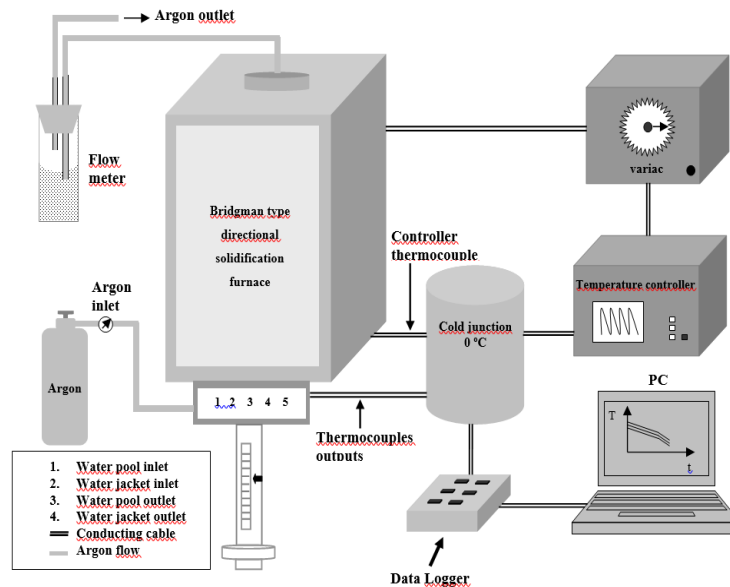 Argon outlet
Flow
meter
Bridgman type
directional
solidification
furnace
variac
Controller
thermocouple
Temperature controller
Cold junction
0 °C
Argon
inlet
Argon
1 2 3 4 5
Thermocouples
outputs
PC
T
t
1. Water pool inlet
2. Water jacket inlet
3. Water pool outlet
4. Water jacket outlet
Conducting cable
Argon flow
Data Logger